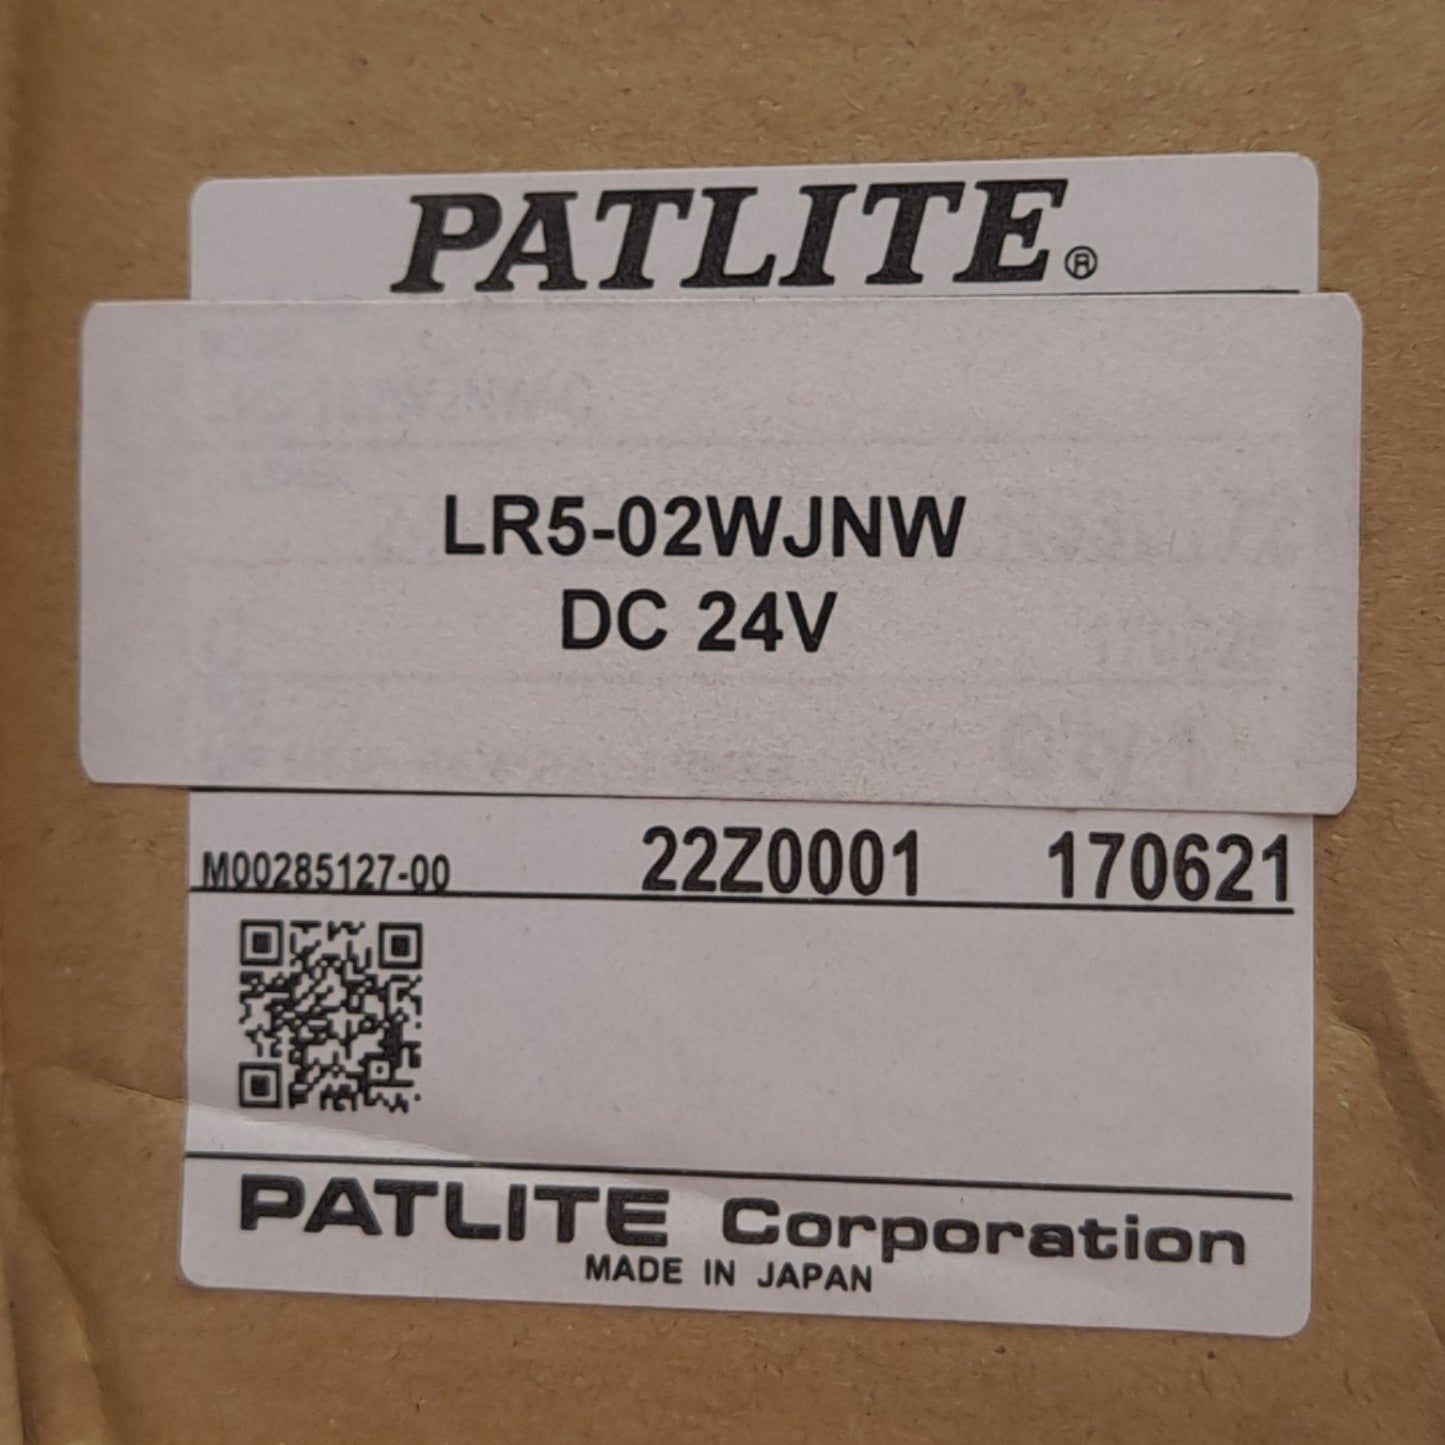 PATLITE®
LR5-02WJNW
DC 24V
M00285127-00 22Z0001 170621
PATLITE Corporation
MADE IN JAPAN